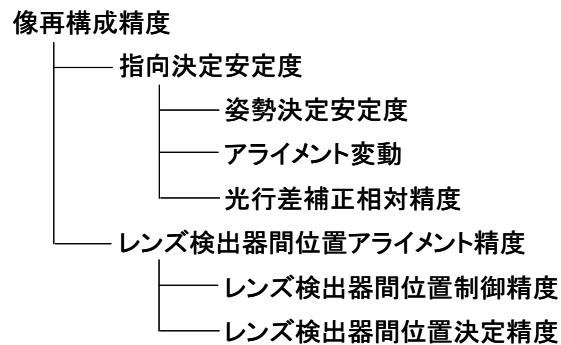 像再構成精度
指向決定安定度
姿勢決定安定度
アライメント変動
光行差補正相対精度
レンズ検出器間位置アライメント精度
レンズ検出器間位置制御精度
レンズ検出器間位置決定精度